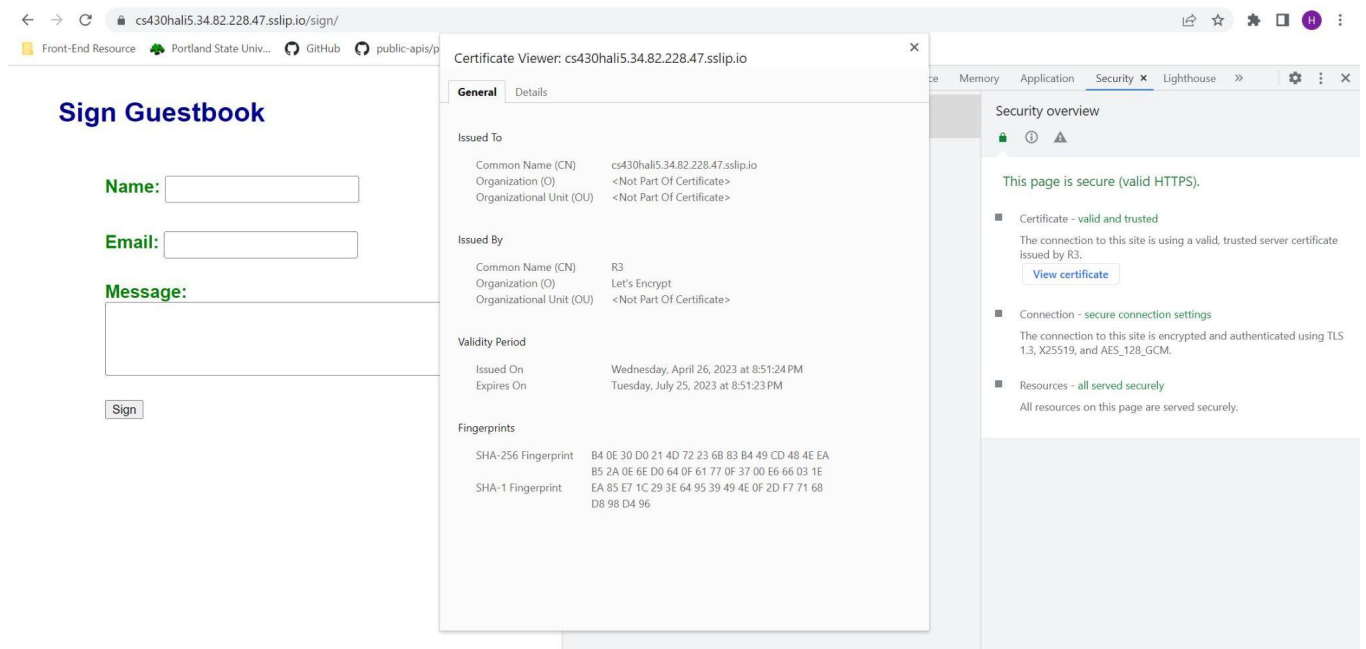 cs430hali5.34.82.228.47.sslip.io/sign/
H
Front-End Resource Portland State Univ... GitHub public-apis/p
Sign Guestbook
Name:
Email:
Message:
Sign
Certificate Viewer: cs430hali5.34.82.228.47.sslip.io
General Details
Issued To
Common Name (CN) cs430hali5.34.82.228.47.sslip.io
Organization (O) <Not Part Of Certificate>
Organizational Unit (OU) <Not Part Of Certificate>
Issued By
Common Name (CN) R3
Organization (O) Let's Encrypt
Organizational Unit (OU) <Not Part Of Certificate>
Validity Period
Issued On Wednesday, April 26, 2023 at 8:51:24 PM
Expires On Tuesday, July 25, 2023 at 8:51:23 PM
Fingerprints
SHA-256 Fingerprint B4 0E 30 D0 21 4D 72 23 6B 83 B4 49 CD 48 4E EA
B5 2A 0E 6E D0 64 0F 61 77 0F 37 00 E6 66 03 1E
SHA-1 Fingerprint EA 85 E7 1C 29 3E 64 95 39 49 4E 0F 2D F7 71 68
D8 98 D4 96
ce Memory Application Security × Lighthouse »
Security overview
This page is secure (valid HTTPS).
Certificate - valid and trusted
The connection to this site is using a valid, trusted server certificate
issued by R3.
View certificate
Connection - secure connection settings
The connection to this site is encrypted and authenticated using TLS
1.3, X25519, and AES_128_GCM.
Resources - all served securely
All resources on this page are served securely.